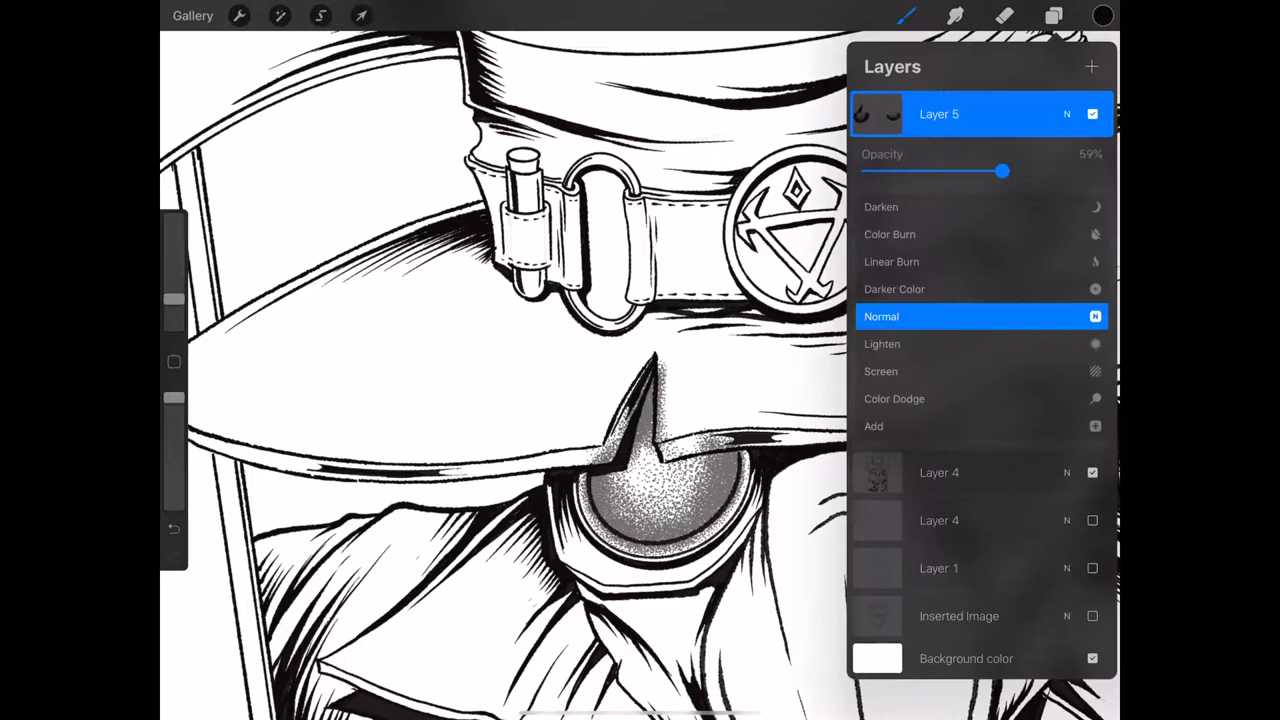 Gallery
Layers
Layer 5 N
Opacity 59%
Darken
Color Burn
Linear Burn
Darker Color
Normal N
Lighten
Screen
Color Dodge
Add
Layer 4 N
Layer 4 N
Layer 1 N
Inserted Image N
Background color